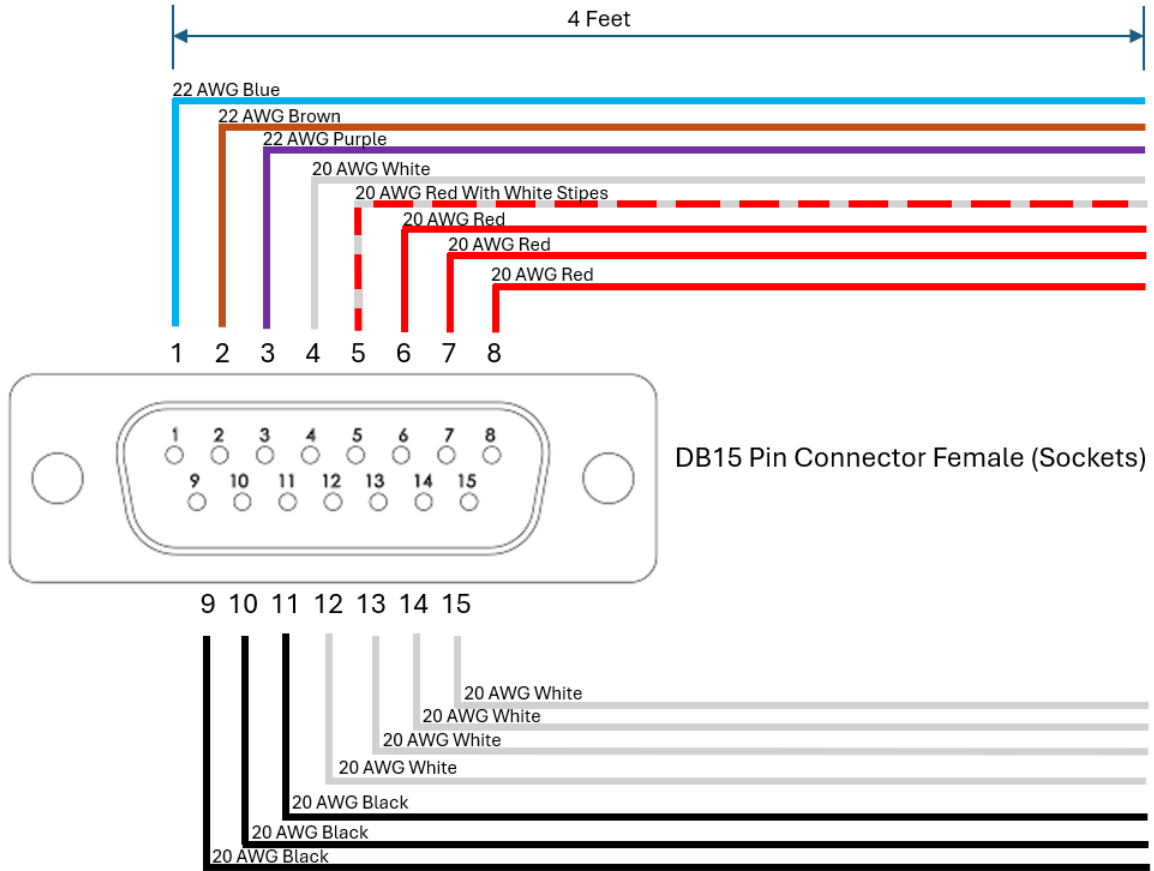 4 Feet
22 AWG Blue
22 AWG Brown
22 AWG Purple
20 AWG White
20 AWG Red With White Stipes
20 AWG Red
20 AWG Red
20 AWG Red
1 2 3 4 5 6 7 8
1 2 3 4 5 6 7 8
DB15 Pin Connector Female (Sockets)
9 10 11 12 13 14 15
9 10 11 12 13 14 15
20 AWG White
20 AWG White
20 AWG White
20 AWG White
20 AWG Black
20 AWG Black
20 AWG Black